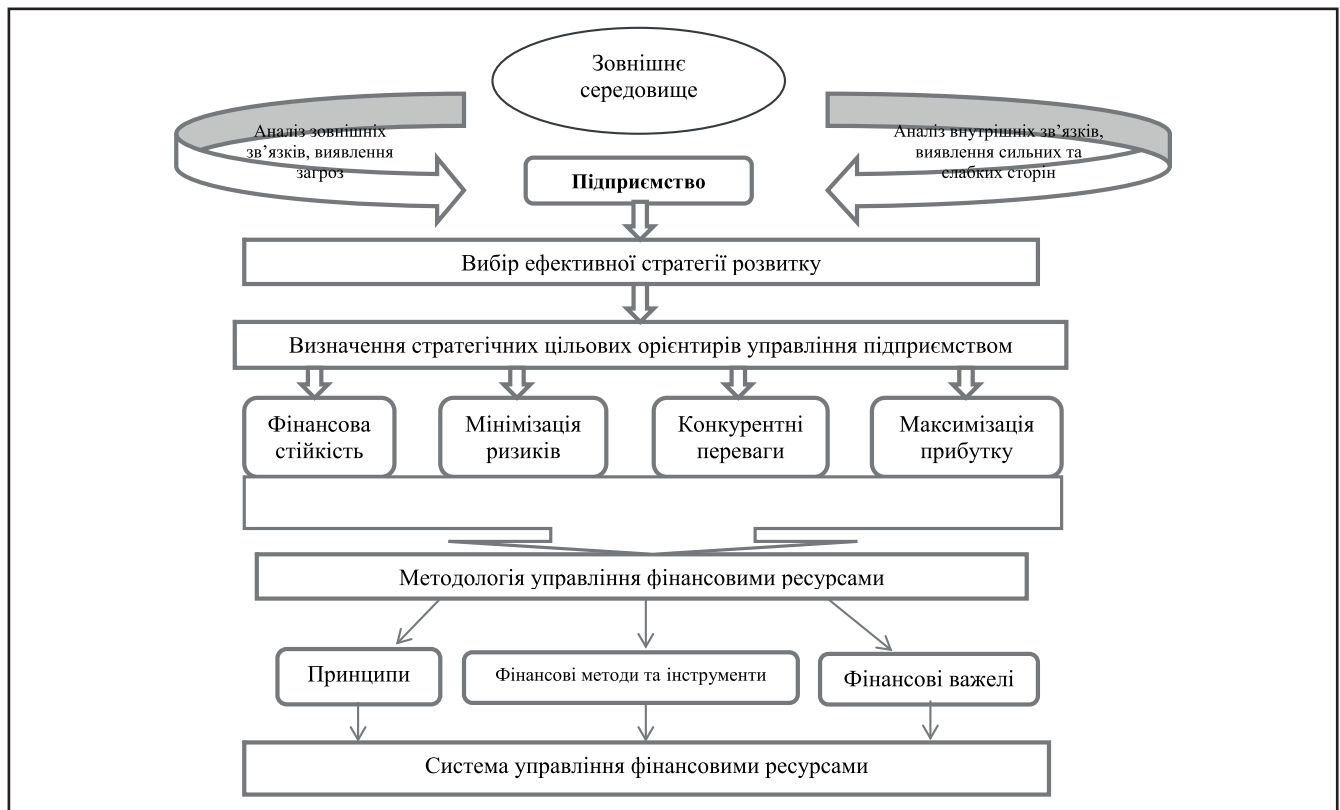 Зовнішнє
середовище
Аналіз зовнішніх
зв’язків, виявлення
загроз
Аналіз внутрішніх зв’язків,
виявлення сильних та
слабких сторін
Підприємство
Вибір ефективної стратегії розвитку
Визначення стратегічних цільових орієнтирів управління підприємством
Фінансова
стійкість
Мінімізація
ризиків
Конкурентні
переваги
Максимізація
прибутку
Методологія управління фінансовими ресурсами
Принципи
Фінансові методи та інструменти
Фінансові важелі
Система управління фінансовими ресурсами